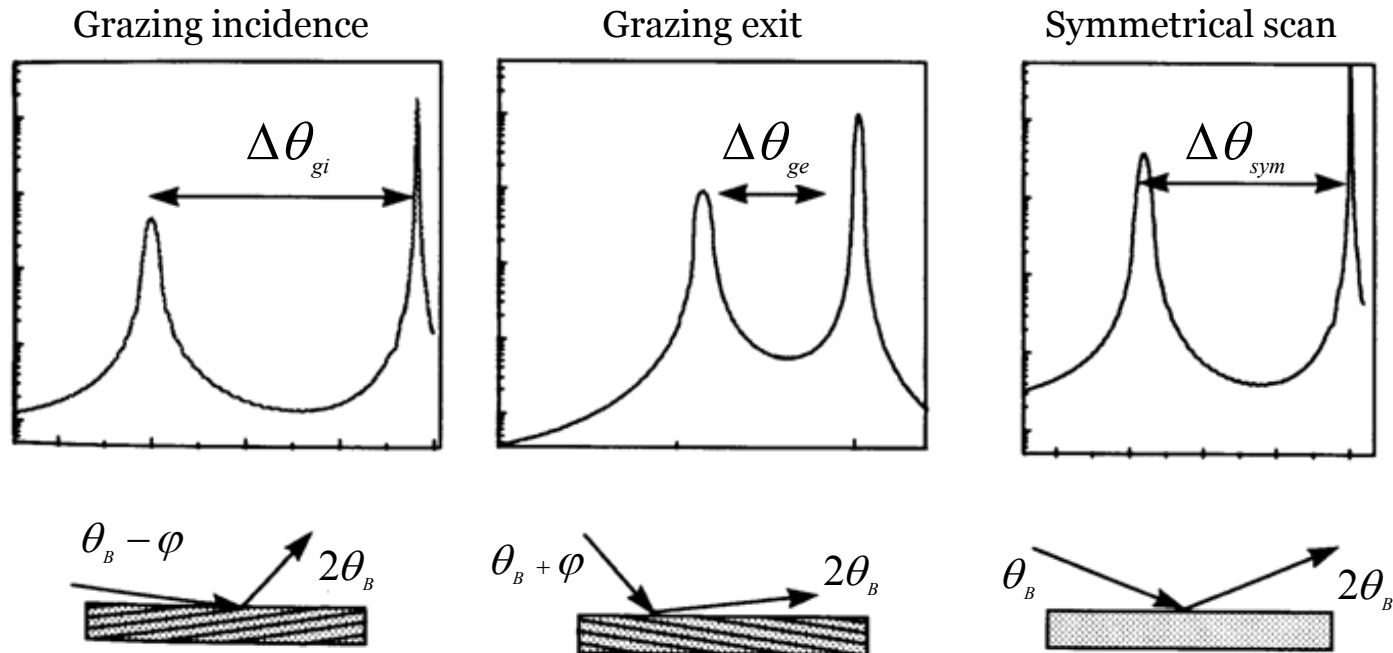 Grazing incidence
Grazing exit
Symmetrical scan
Δθgi
Δθge
Δθsym
θB − φ
2θB
θB + φ
2θB
θB
2θB